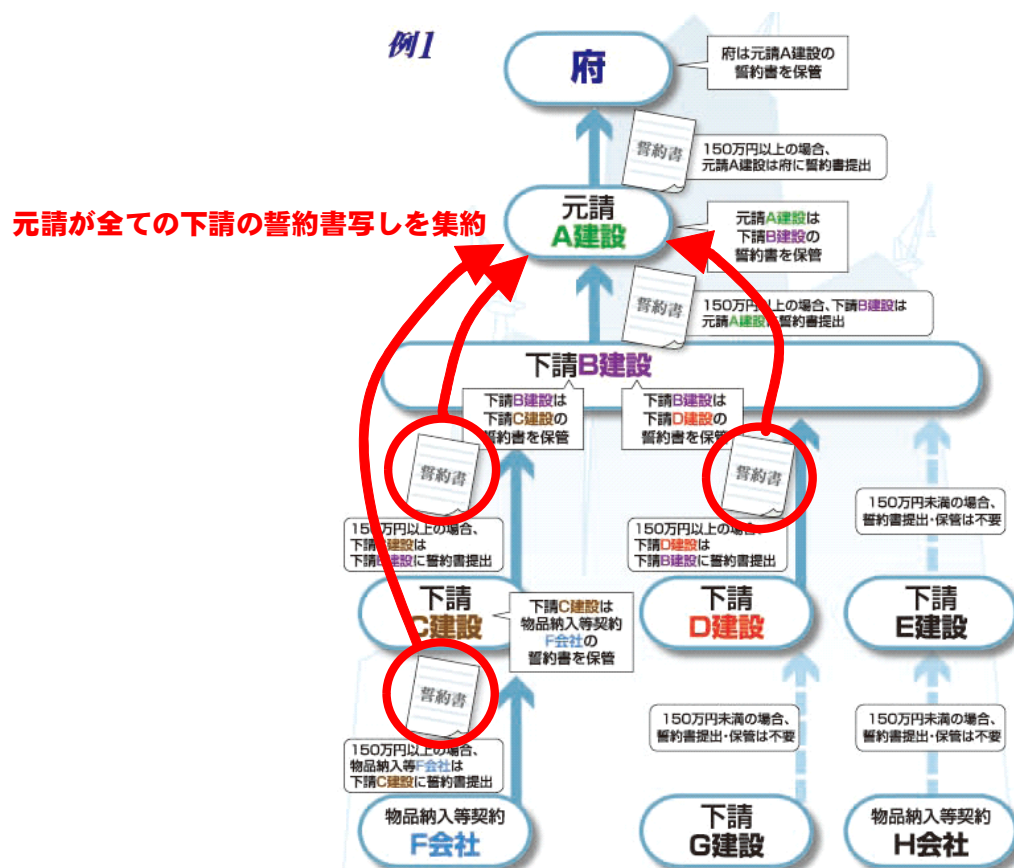 例1
府
府は元請A建設の
誓約書を保管
誓約書
150万円以上の場合、
元請A建設は府に誓約書提出
元請が全ての下請の誓約書写しを集約
元請
A建設
元請A建設は
下請B建設の
誓約書を保管
誓約書
150万円以上の場合、下請B建設は
元請A建設に誓約書提出
下請B建設
下請B建設は
下請C建設の
誓約書を保管
下請B建設は
下請D建設の
誓約書を保管
誓約書
誓約書
150万円以上の場合、
下請C建設は
下請B建設に誓約書提出
150万円以上の場合、
下請D建設は
下請B建設に誓約書提出
150万円未満の場合、
誓約書提出・保管は不要
下請
C建設
下請C建設は
物品納入等契約
F会社の
誓約書を保管
下請
D建設
下請
E建設
誓約書
150万円以上の場合、
物品納入等F会社は
下請C建設に誓約書提出
150万円未満の場合、
誓約書提出・保管は不要
150万円未満の場合、
誓約書提出・保管は不要
物品納入等契約
F会社
下請
G建設
物品納入等契約
H会社